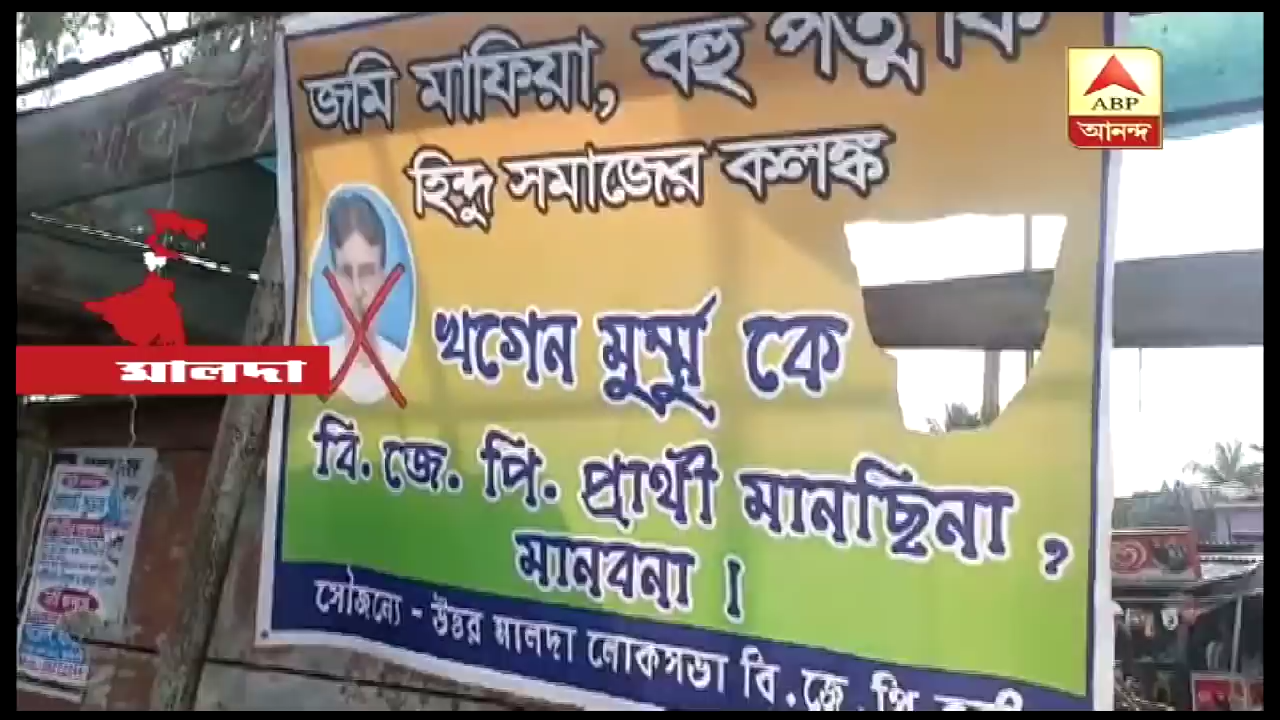 জমি মাফিয়া, বহু পত্নী কি
হিন্দু সমাজের কলঙ্ক
খগেন মুর্ম্মু কে
বি. জে. পি. প্রার্থী মানছিনা,
মানবনা ।
সৌজন্যে - উত্তর মালদা লোকসভা বি.জে.পি
ABP
আনন্দ
মালদা